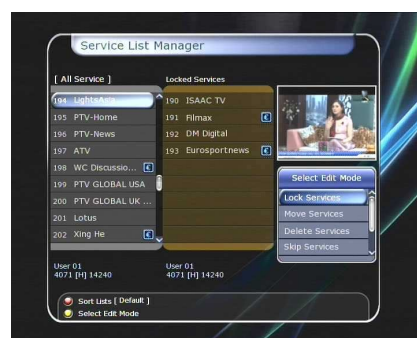 Service List Manager
[ All Service ]
Locked Services
194 LightsAsia
195 PTV-Home
196 PTV-News
197 ATV
198 WC Discussio... €
199 PTV GLOBAL USA
200 PTV GLOBAL UK ...
201 Lotus
202 Xing He €
190 ISAAC TV
191 Filmax €
192 DM Digital
193 Eurosportnews €
Select Edit Mode
Lock Services
Move Services
Delete Services
Skip Services
User 01
4071 [H] 14240
User 01
4071 [H] 14240
Sort Lists [ Default ]
Select Edit Mode